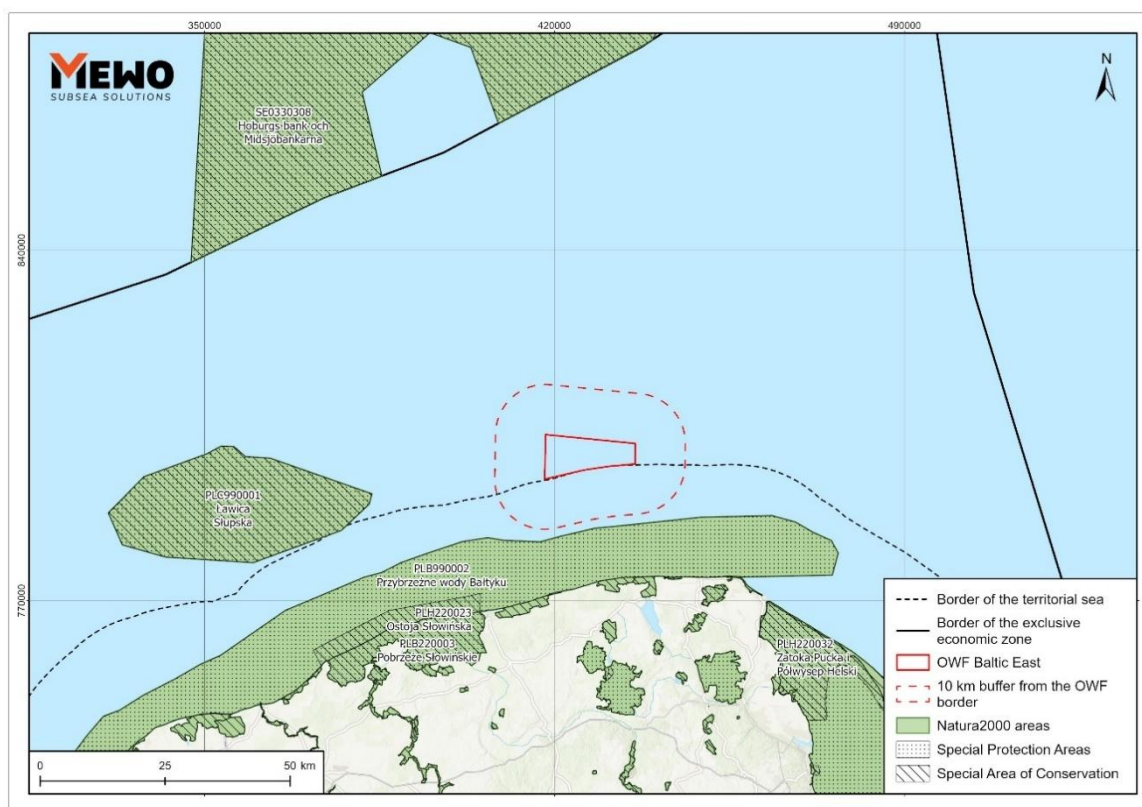 350000
420000
490000
MEWO
SUBSEA SOLUTIONS
N
SE0330308
Hoburgs bank och
Midsjöbankarna
840000
PLC990001
Ławica
Słupska
PLB990002
Przybrzeżne wody Bałtyku
770000
PLH220023
Ostoja Słowińska
PLB220003
Pobrzeże Słowińskie
PLH220032
Zatoka Pucka i
Półwysep Helski
Border of the territorial sea
Border of the exclusive
economic zone
OWF Baltic East
10 km buffer from the OWF
border
Natura2000 areas
Special Protection Areas
Special Area of Conservation
0 25 50 km